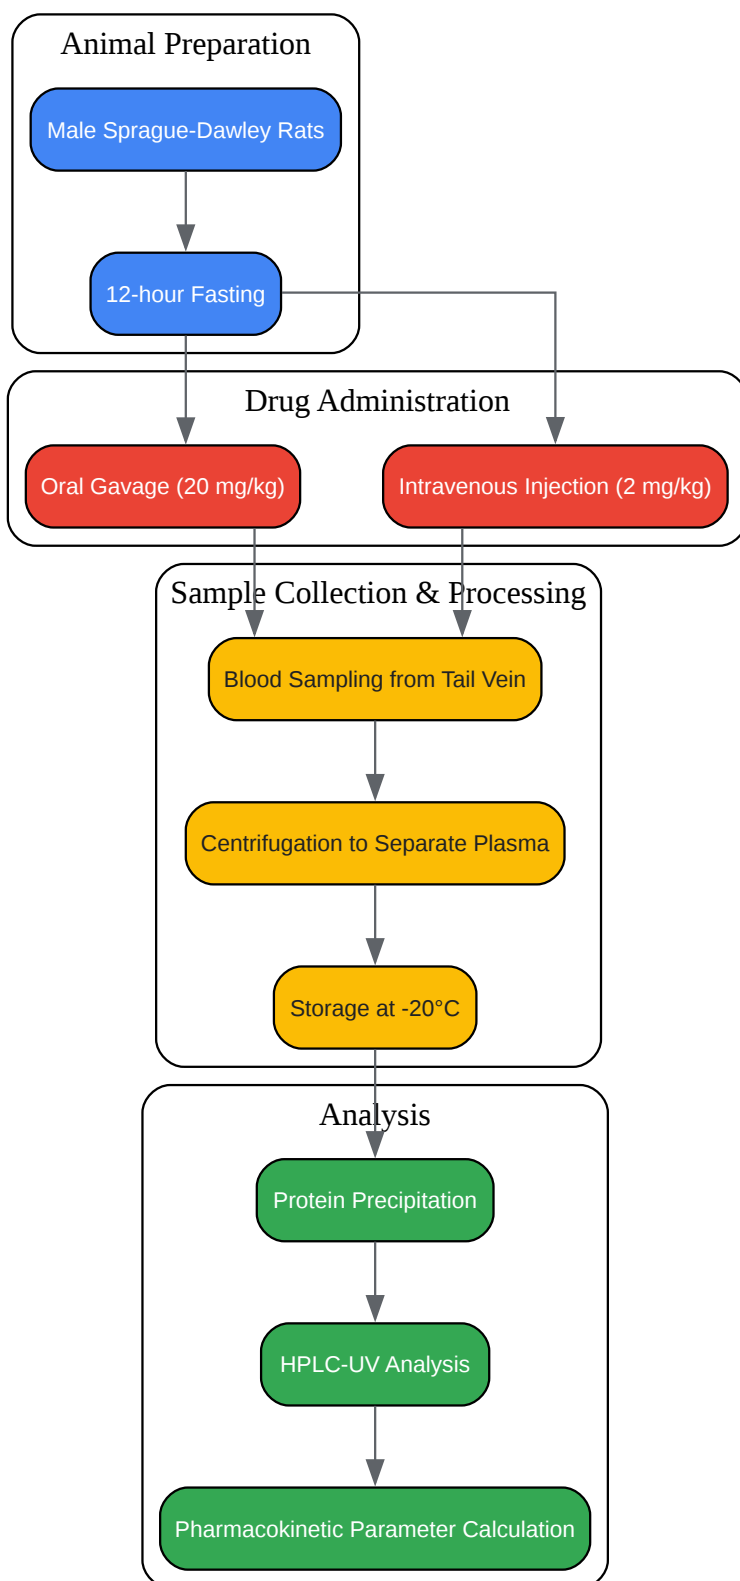 Animal Preparation
Male Sprague-Dawley Rats
12-hour Fasting
Drug Administration
Oral Gavage (20 mg/kg)
Intravenous Injection (2 mg/kg)
Sample Collection & Processing
Blood Sampling from Tail Vein
Centrifugation to Separate Plasma
Storage at -20°C
Analysis
Protein Precipitation
HPLC-UV Analysis
Pharmacokinetic Parameter Calculation